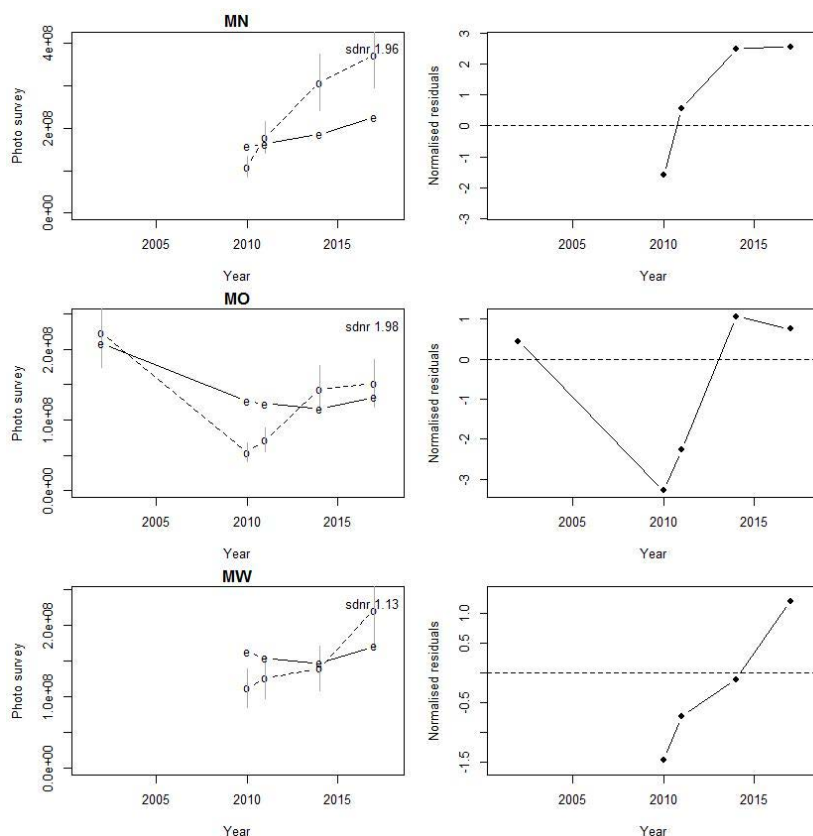 MN
sdnr 1.96
Photo survey
0e+00 2e+08 4e+08
2005 2010 2015
Year
o o o o
e e e e
Normalised residuals
-3 -2 -1 0 1 2 3
2005 2010 2015
Year
MO
sdnr 1.98
Photo survey
0.0e+00 1.0e+08 2.0e+08
2005 2010 2015
Year
o o o o o
e e e e e
Normalised residuals
-3 -2 -1 0 1
2005 2010 2015
Year
MW
sdnr 1.13
Photo survey
0.0e+00 1.0e+08 2.0e+08
2005 2010 2015
Year
o o o o
e e e e
Normalised residuals
-1.5 -0.5 0.5 1.0
2005 2010 2015
Year